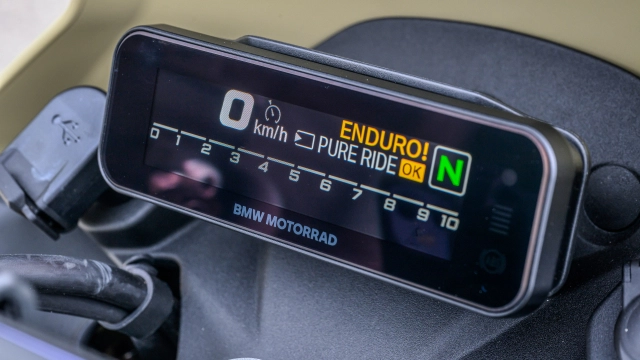 0 km/h
ENDURO!
PURE RIDE OK
N
0 1 2 3 4 5 6 7 8 9 10
BMW MOTORRAD